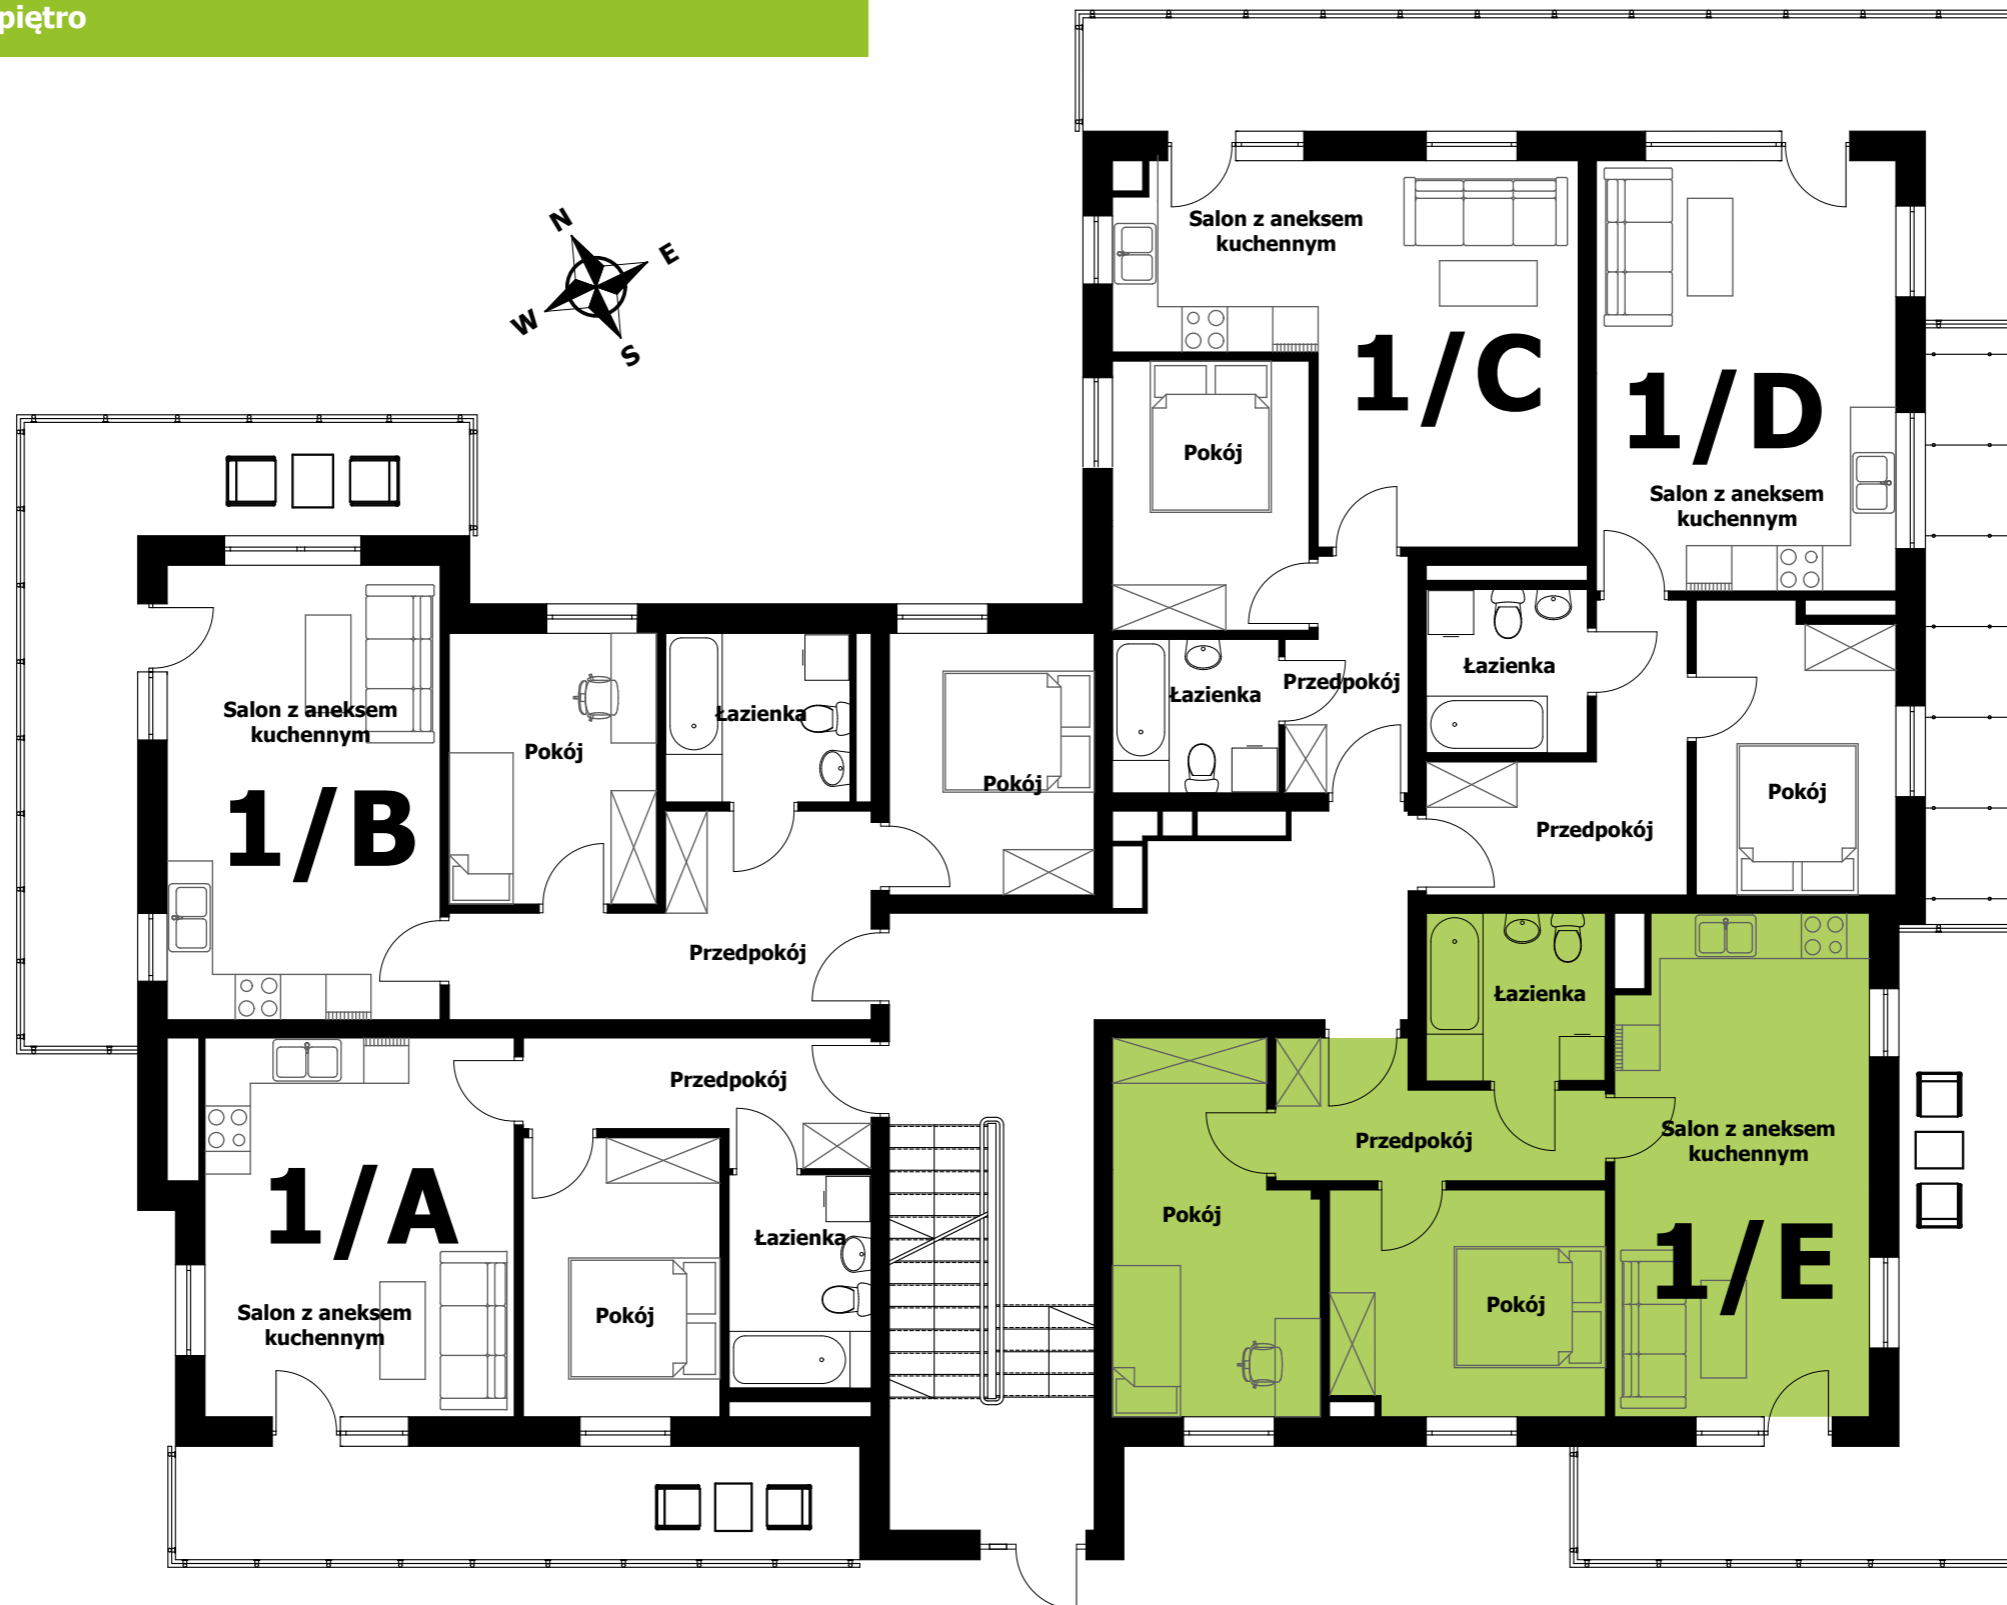 piętro
N
E
W
S
Salon z aneksem
kuchennym
1/C
Pokój
Łazienka
Przedpokój
1/D
Salon z aneksem
kuchennym
Łazienka
Pokój
Przedpokój
Salon z aneksem
kuchennym
1/B
Pokój
Łazienka
Pokój
Przedpokój
Przedpokój
1/A
Salon z aneksem
kuchennym
Pokój
Łazienka
Łazienka
Przedpokój
Salon z aneksem
kuchennym
Pokój
Pokój
1/E